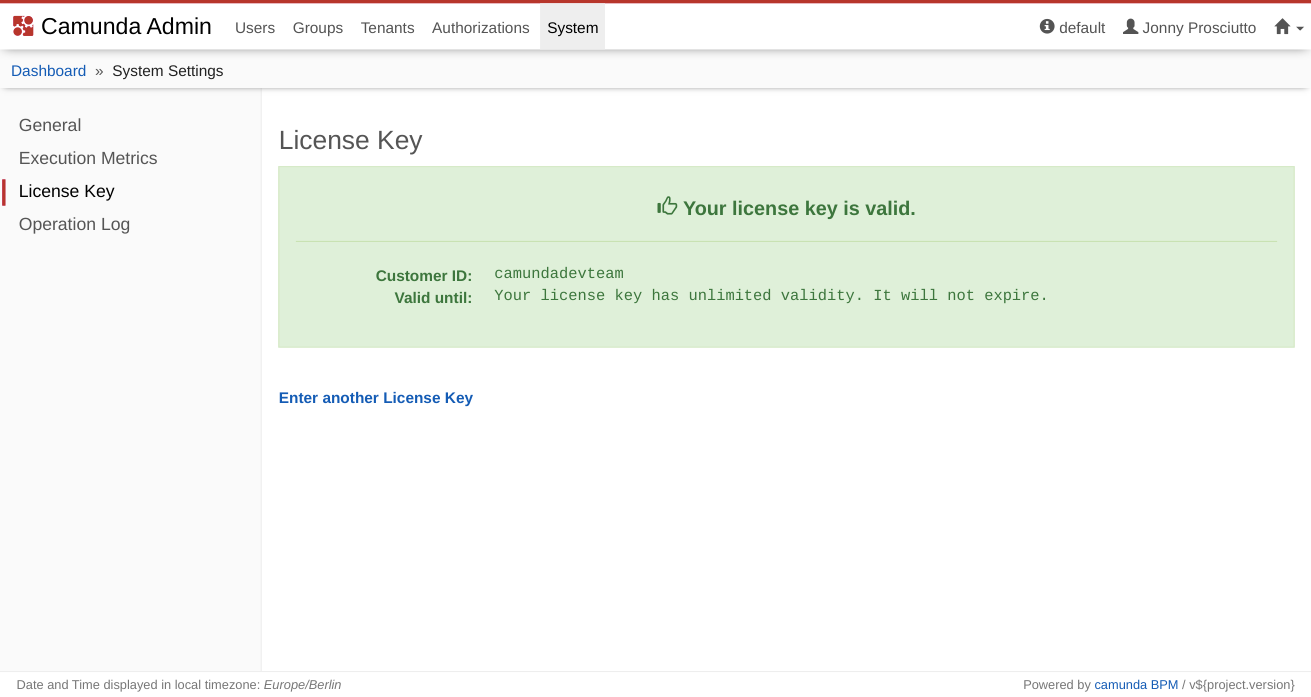 Camunda Admin Users Groups Tenants Authorizations System default Jonny Prosciutto
Dashboard » System Settings
General
Execution Metrics
License Key
Operation Log
License Key
Your license key is valid.
Customer ID: camundadevteam
Valid until: Your license key has unlimited validity. It will not expire.
Enter another License Key
Date and Time displayed in local timezone: Europe/Berlin
Powered by camunda BPM / v${project.version}